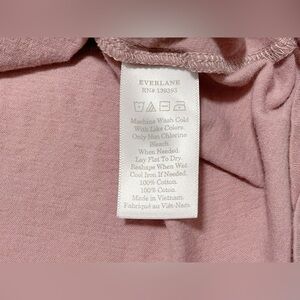 EVERLANE
RN# 139393
Machine Wash Cold
With Like Colors.
Only Non Chlorine
Bleach
When Needed.
Lay Flat To Dry.
Reshape When Wet.
Cool Iron If Needed.
100% Cotton.
100% Coton.
Made in Vietnam.
Fabriqué au Viêt-Nam.